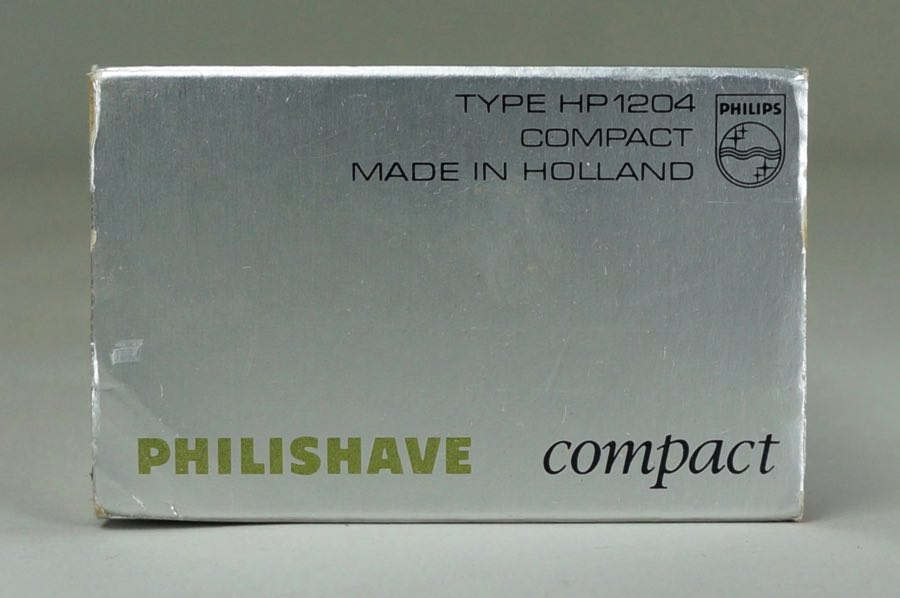 TYPE HP1204
COMPACT
MADE IN HOLLAND
PHILIPS
PHILISHAVE compact